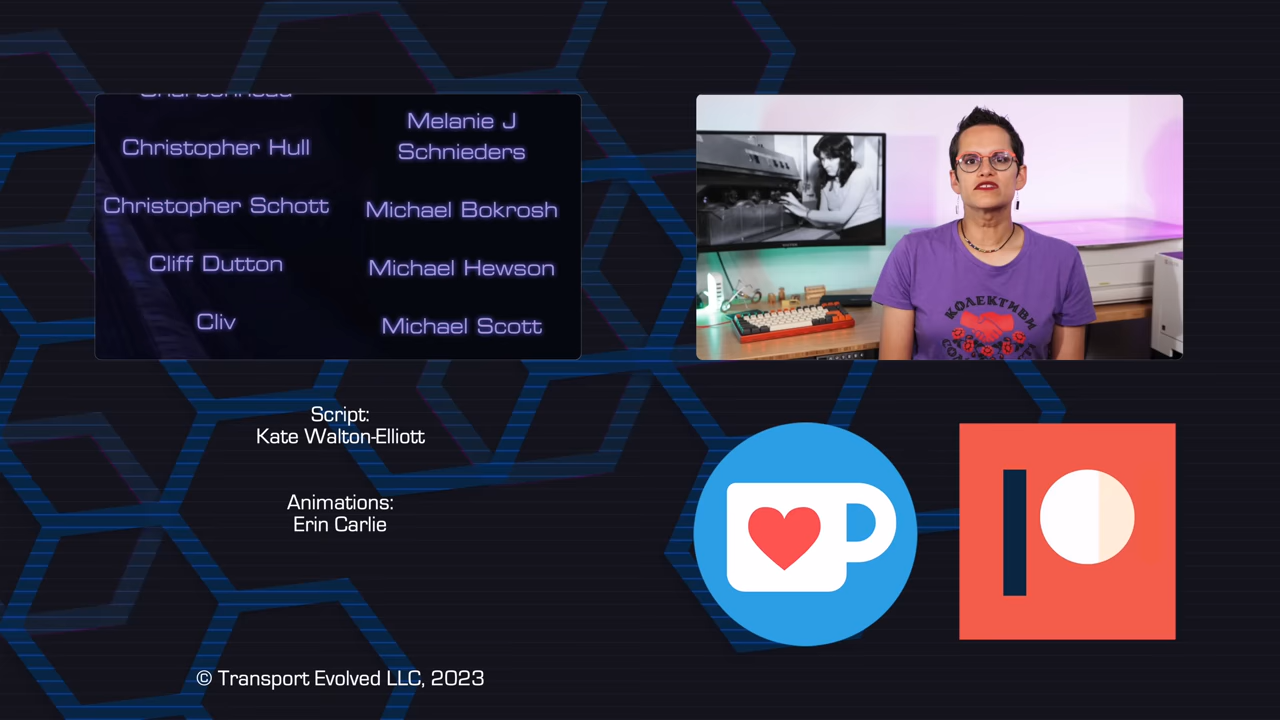 Christopher Hull
Christopher Schott
Cliff Dutton
Cliv
Melanie J
Schnieders
Michael Bokrosh
Michael Hewson
Michael Scott
КОЛЕКТИВИ
Script:
Kate Walton-Elliott
Animations:
Erin Carlie
© Transport Evolved LLC, 2023